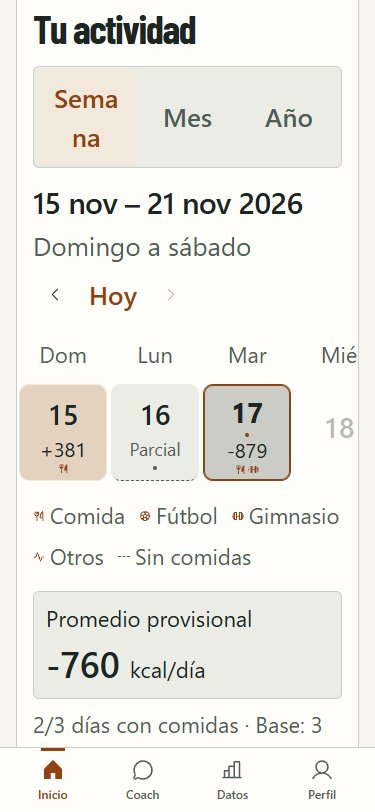 Tu actividad
Sema
na
Mes
Año
15 nov – 21 nov 2026
Domingo a sábado
Hoy
Dom Lun Mar Mié
15 16 17 18
+381 Parcial -879
Comida Fútbol Gimnasio
Otros Sin comidas
Promedio provisional
-760 kcal/día
2/3 días con comidas · Base: 3
Inicio Coach Datos Perfil